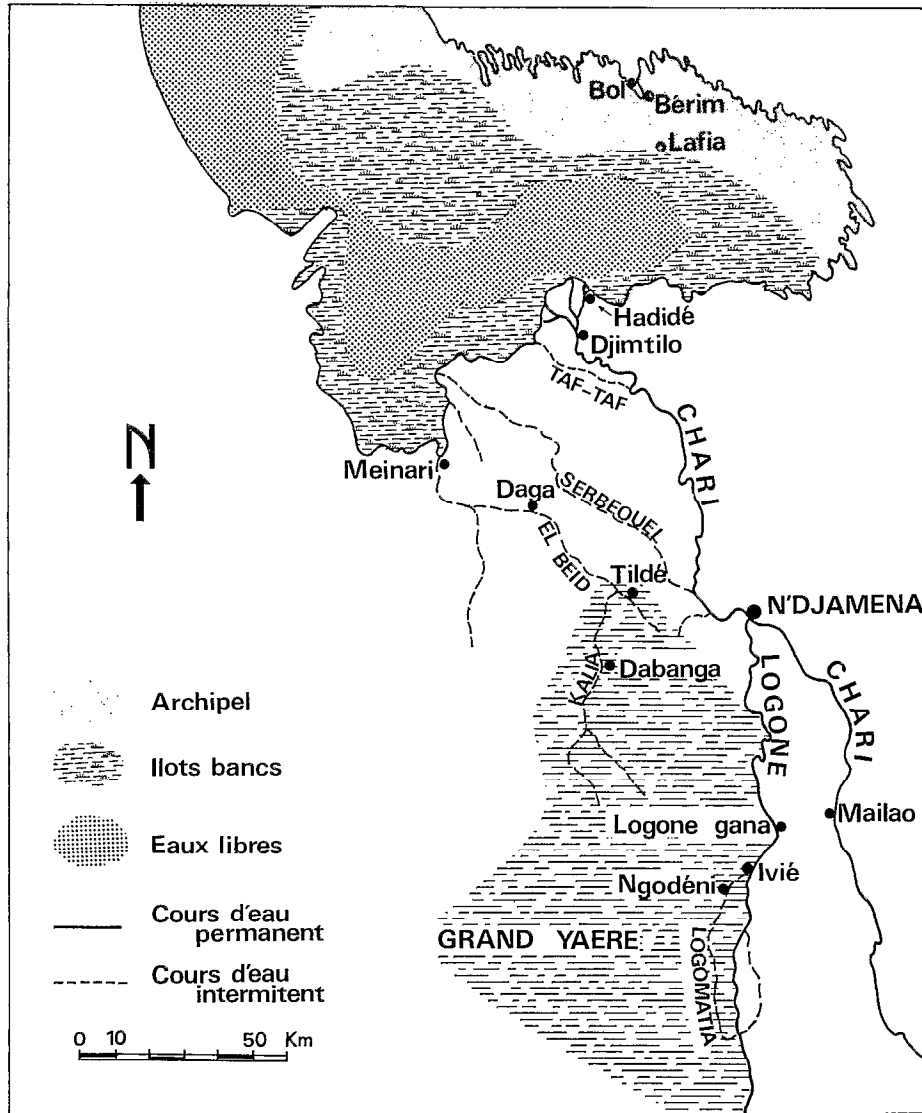 Bol
Bérim
Lafia
Hadidé
Djimtilo
TAF-TAF
CHARI
N
Meinari
Daga
SERBEQUEL
EL BEID
Tildé
N'DJAMENA
KALIA
Dabanga
LOGONE
CHARI
Archipel
Ilots bancs
Eaux libres
Logone gana
Mailao
Ivié
Ngodéni
GRAND YAERE
LOGOMATIA
Cours d'eau
permanent
Cours d'eau
intermitent
0 10 50 Km